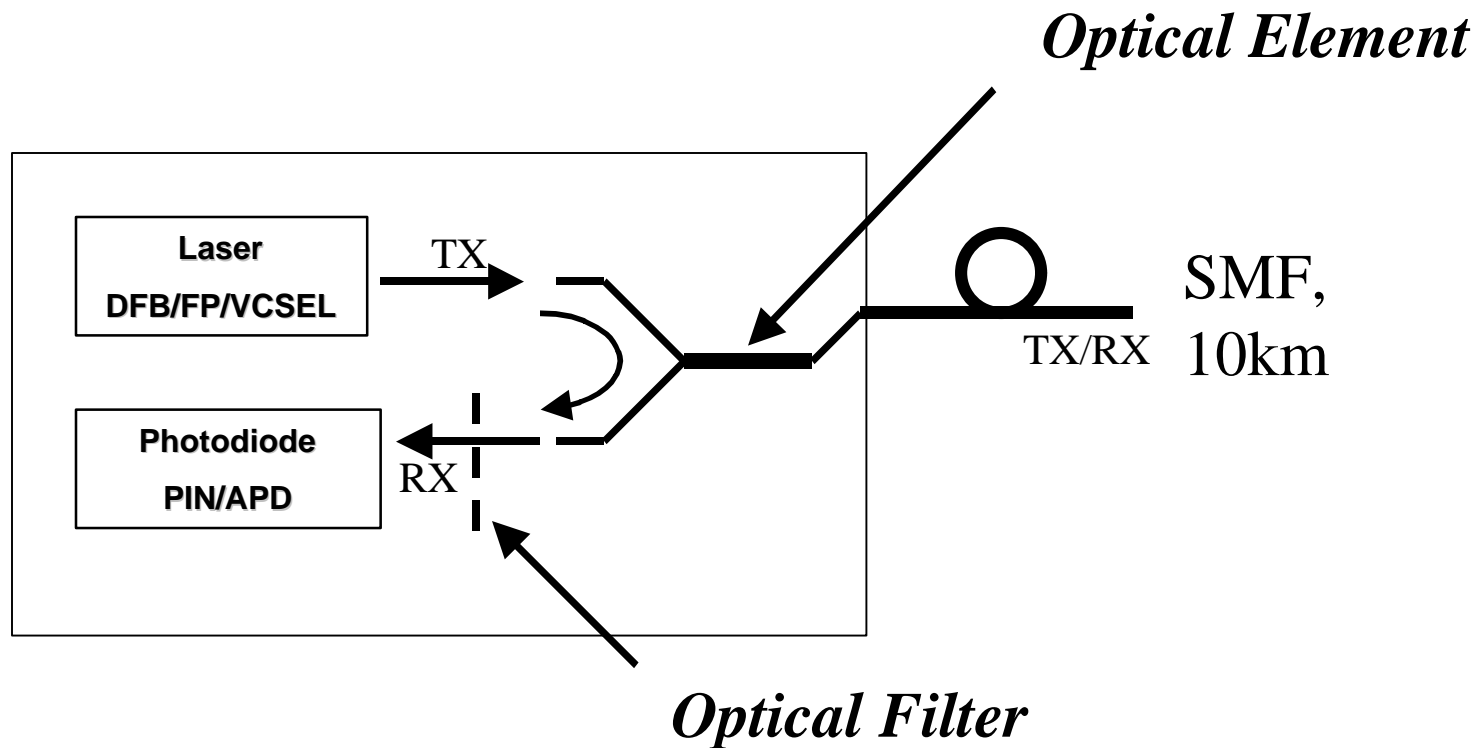 Optical Element
Laser
DFB/FP/VCSEL
TX
SMF,
10km
TX/RX
Photodiode
PIN/APD
RX
Optical Filter